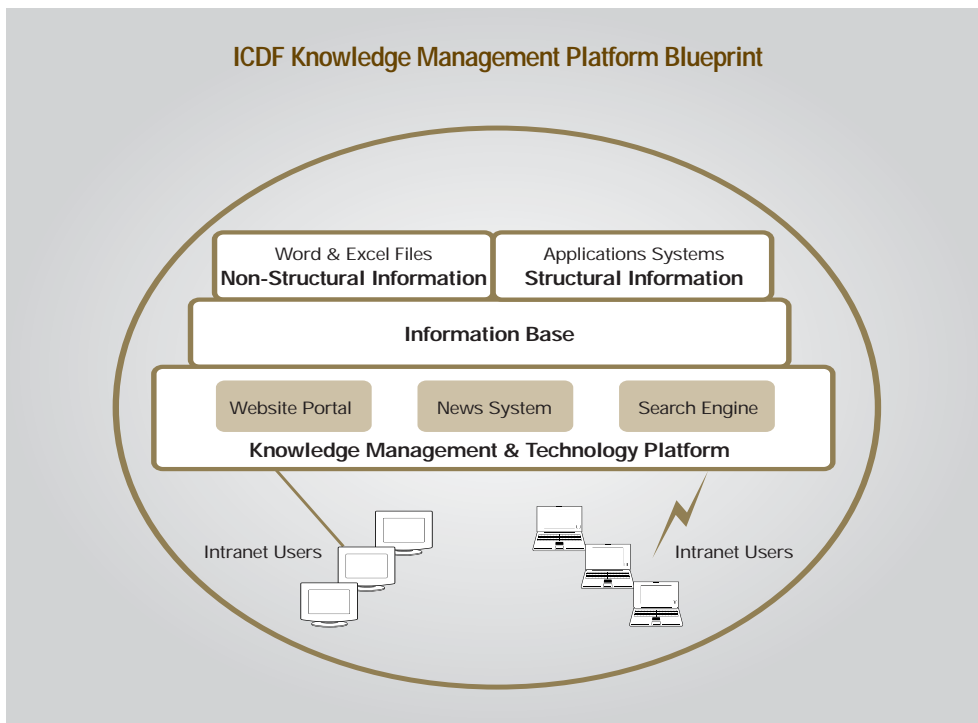 ICDF Knowledge Management Platform Blueprint
Word & Excel Files
Non-Structural Information
Applications Systems
Structural Information
Information Base
Website Portal
News System
Search Engine
Knowledge Management & Technology Platform
Intranet Users
Intranet Users